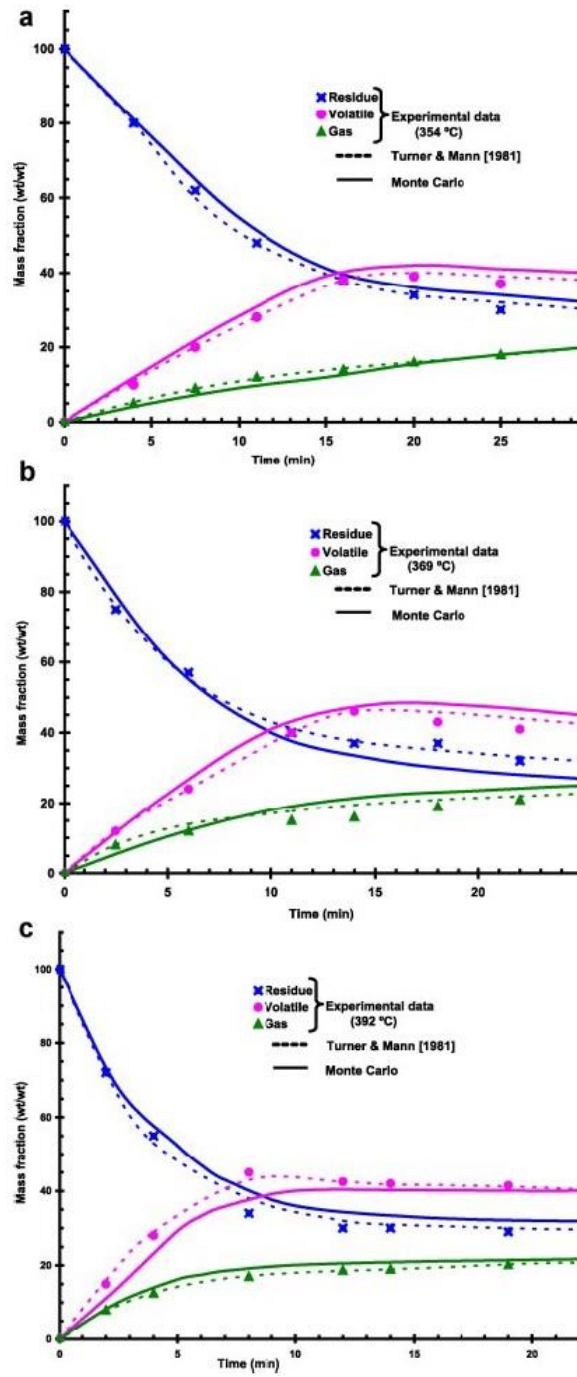 a
100
80
60
40
20
0
Mass fraction (wt/wt)
Residue
Volatile
Gas
Experimental data
(354 ºC)
Turner & Mann [1981]
Monte Carlo
0 5 10 15 20 25
Time (min)
b
100
80
60
40
20
0
Mass fraction (wt/wt)
Residue
Volatile
Gas
Experimental data
(369 ºC)
Turner & Mann [1981]
Monte Carlo
0 5 10 15 20
Time (min)
c
100
80
60
40
20
0
Mass fraction (wt/wt)
Residue
Volatile
Gas
Experimental data
(392 ºC)
Turner & Mann [1981]
Monte Carlo
0 5 10 15 20
Time (min)